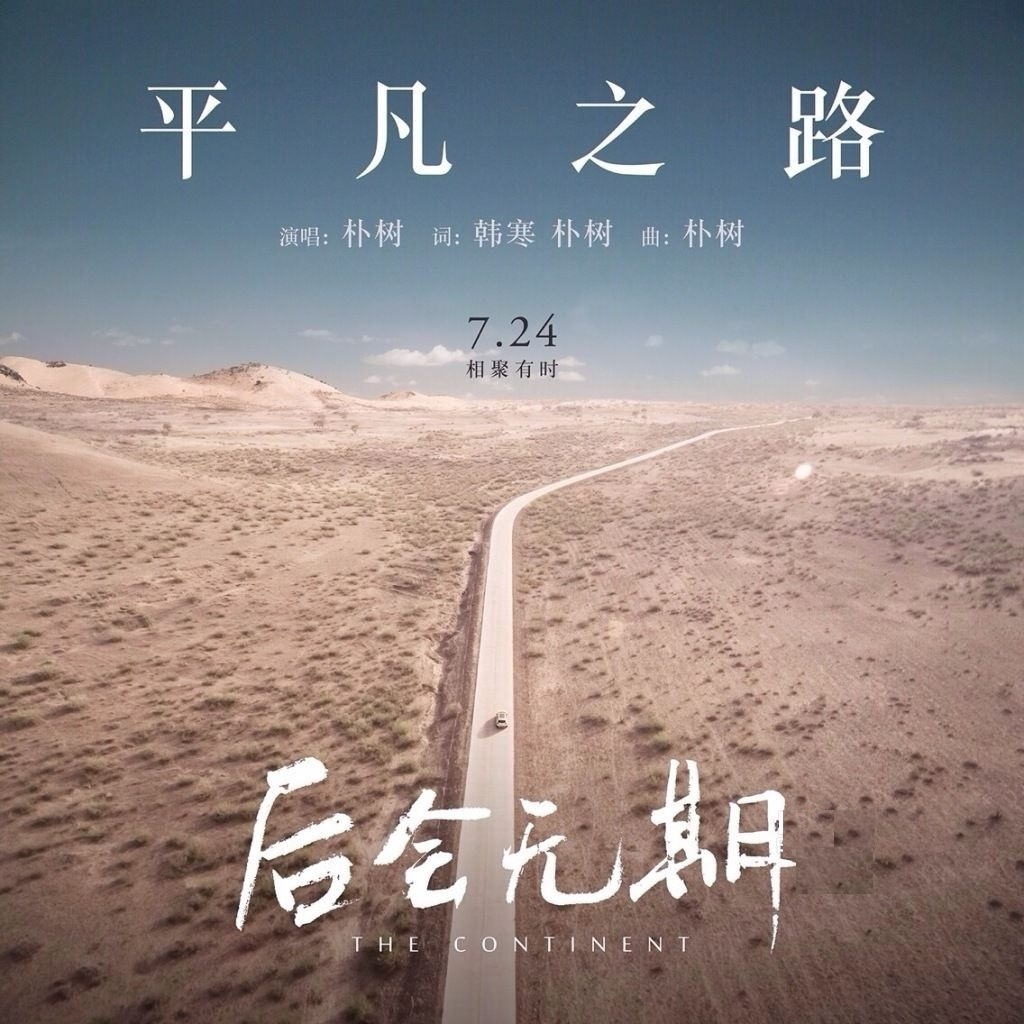 平凡之路
演唱: 朴树 词: 韩寒 朴树 曲: 朴树
7.24
相聚有时
后会无期
THE CONTINENT